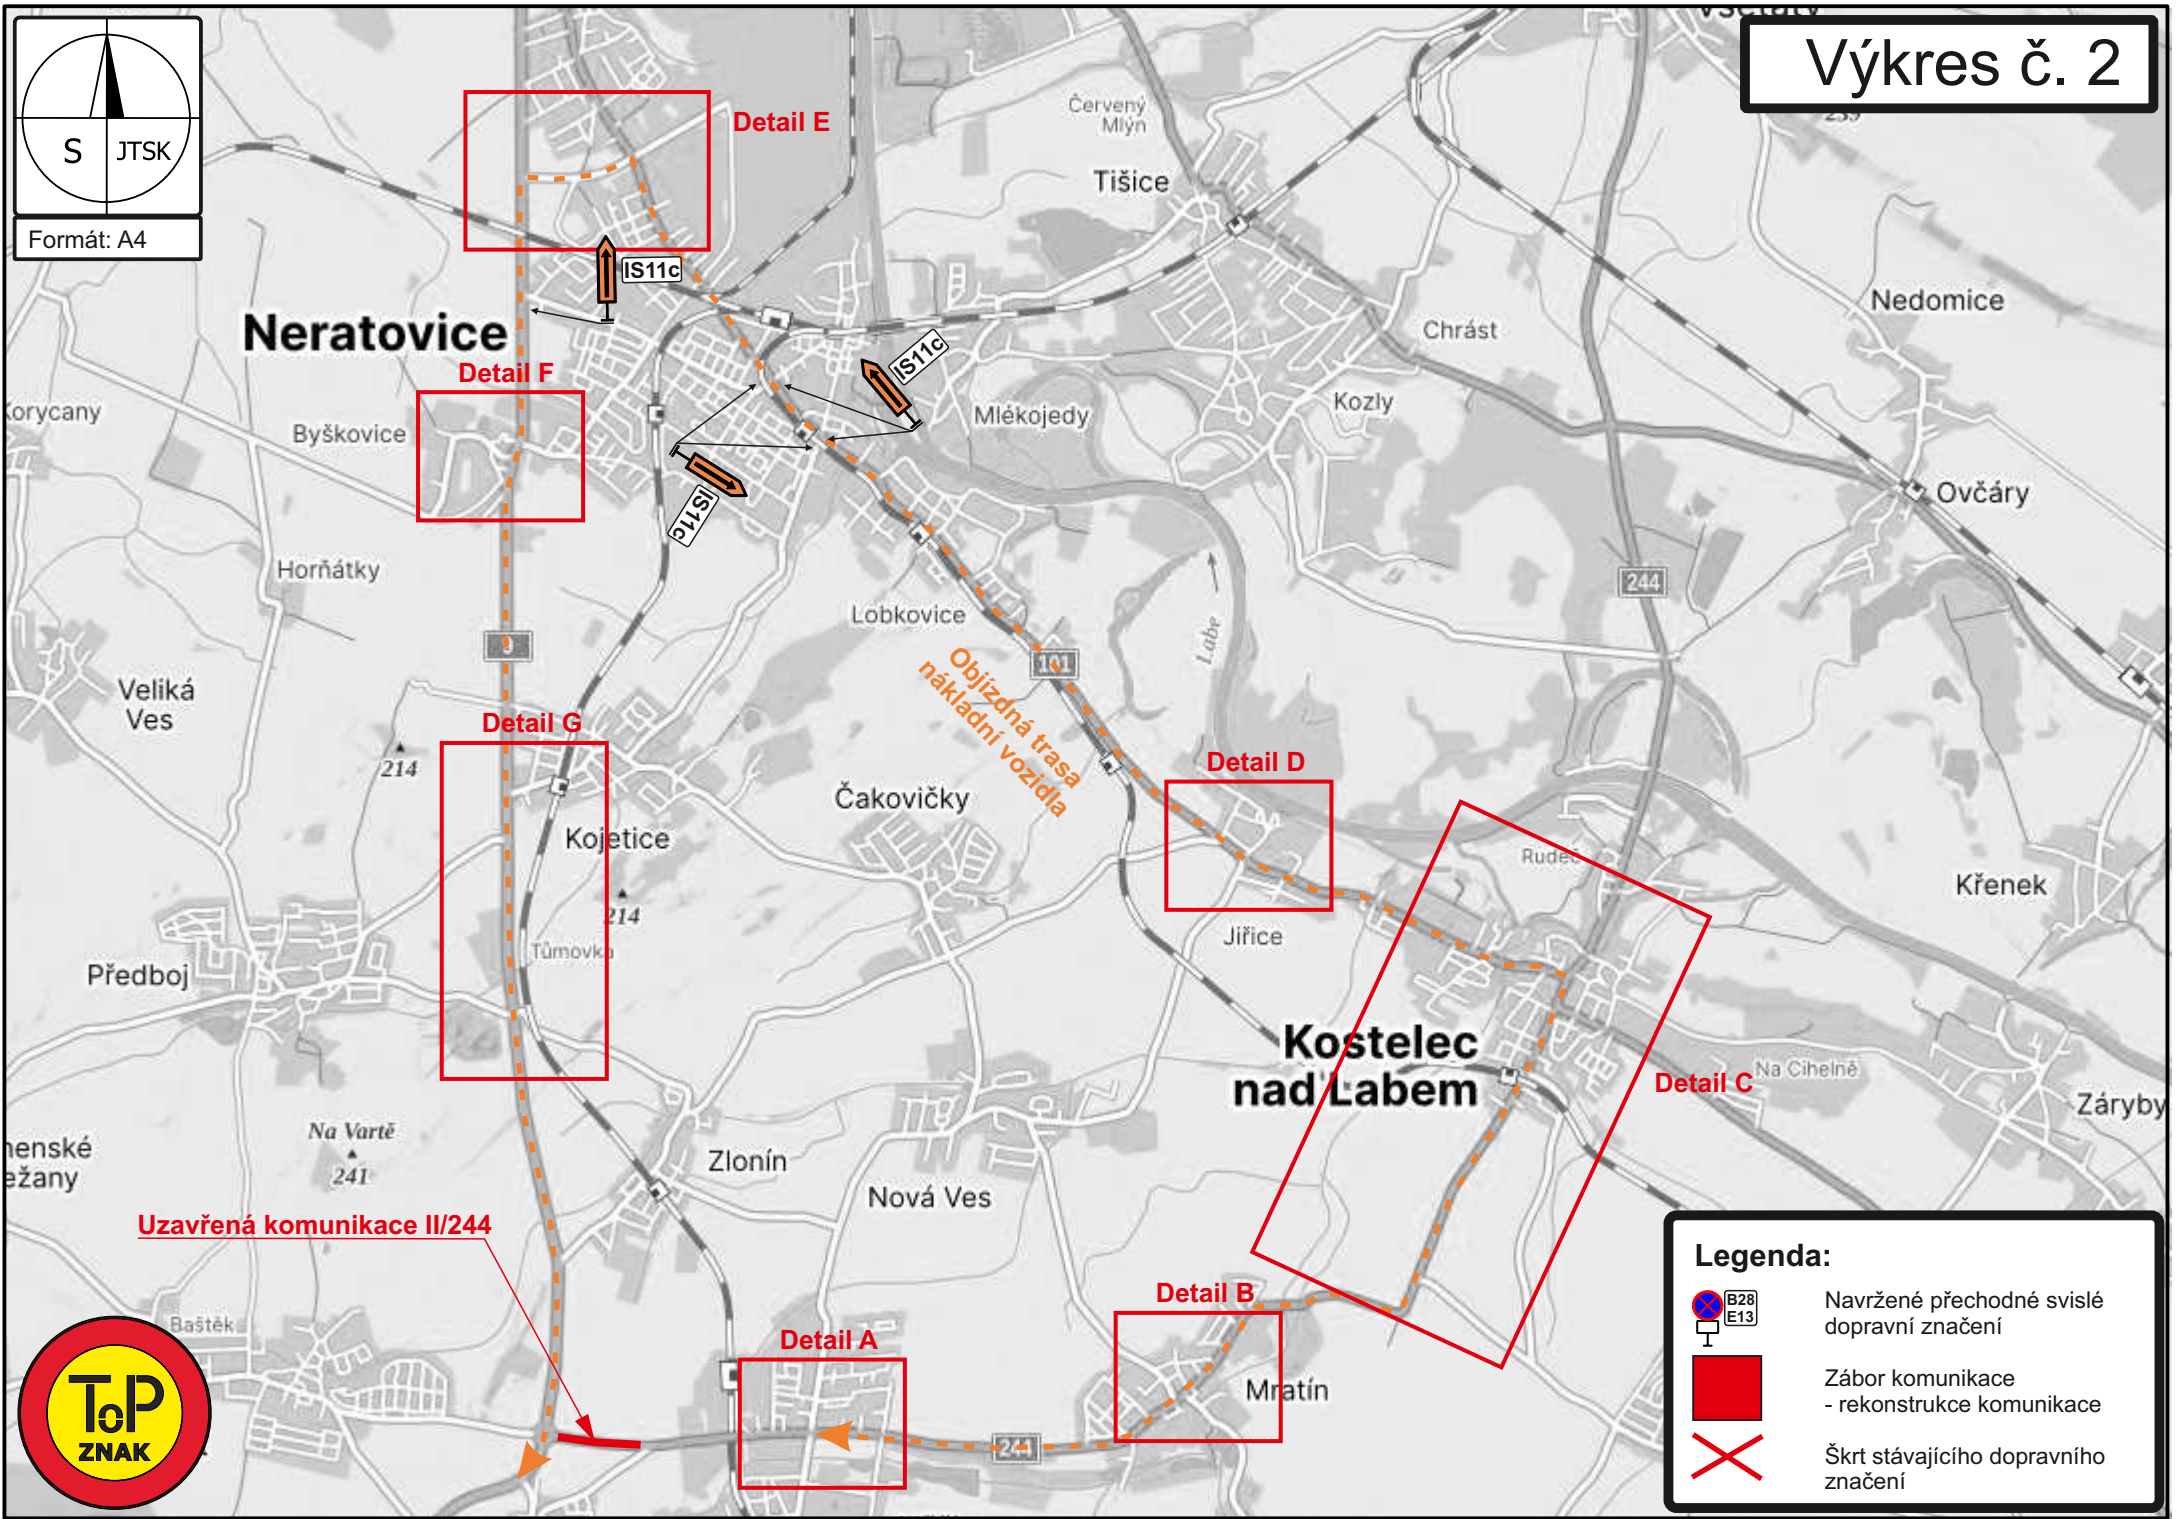 Výkres č. 2
S JTSK
Formát: A4
Detail E
Červený
Mlýn
Tišice
IS11c
Neratovice
Nedomice
Chrást
IS11c
Detail F
Kozly
Mlékojedy
Byškovice
IS11c
Ovčáry
Horňátky
244
Lobkovice
Labe
9
101
Objízdná trasa
nákladní vozidla
Veliká
Ves
Detail G
214
Detail D
Čakovičky
Kojetice
Rudeč
Křenek
214
Jiřice
Tůmovka
Předboj
Kostelec
nad Labem
Na Cihelně
Detail C
Záryby
Na Vartě
241
Zlonín
Nová Ves
Uzavřená komunikace II/244
Detail B
Baštěk
Detail A
Mratín
244
ToP
ZNAK
Legenda:
B28
E13
Navržené přechodné svislé
dopravní značení
Zábor komunikace
- rekonstrukce komunikace
Škrt stávajícího dopravního
značení